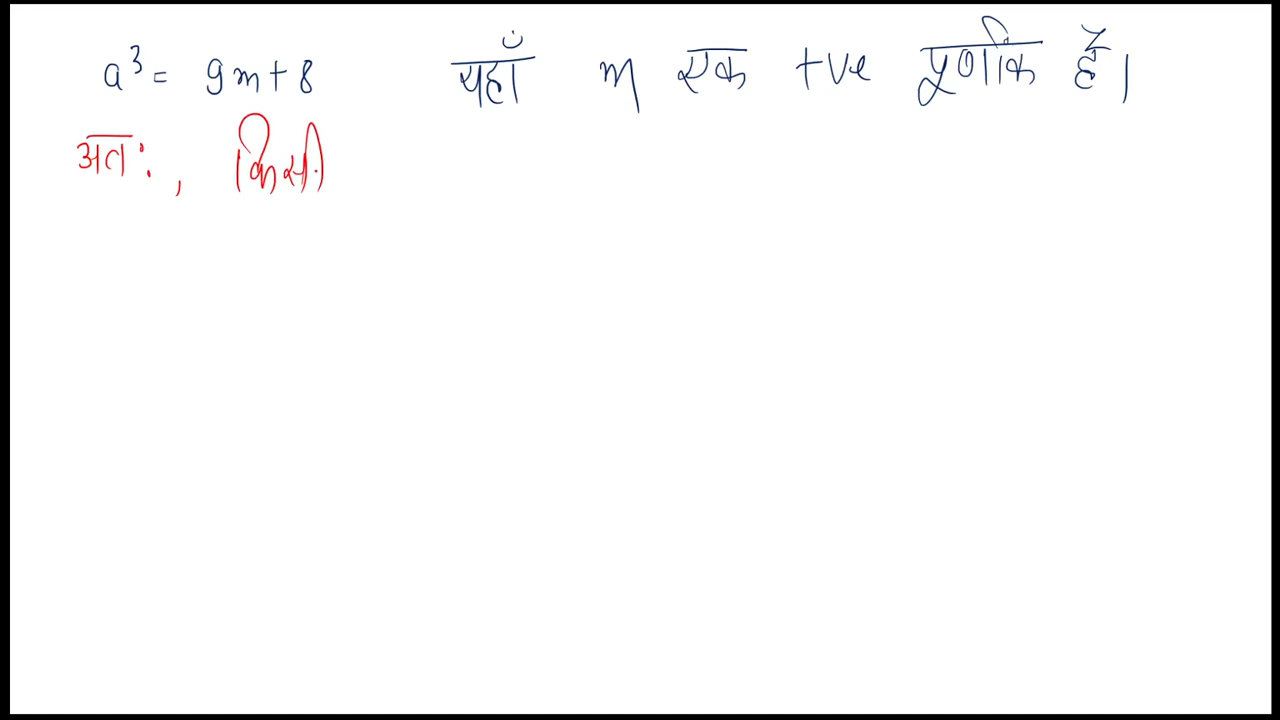 a³ = 9m + 8 यहाँ m एक +ve पूर्णांक है।
अतः, किसी